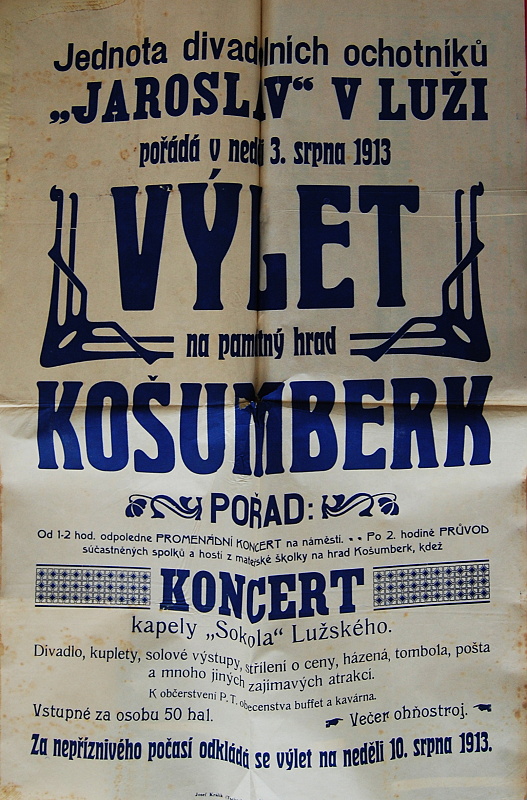 Jednota divadelních ochotníků
„JAROSLAV“ V LUŽI
pořádá v neděli 3. srpna 1913
VÝLET
na památný hrad
KOŠUMBERK
POŘAD:
Od 1-2 hod. odpoledne PROMENÁDNÍ KONCERT na náměstí. • • Po 2. hodině PRŮVOD
súčastněných spolků a hostí z mateřské školky na hrad Košumberk, kdež
KONCERT
kapely „Sokola“ Lužského.
Divadlo, kuplety, solové výstupy, střílení o ceny, házená, tombola, pošta
a mnoho jiných zajímavých atrakcí.
K občerstvení P. T. obecenstva buffet a kavárna.
Vstupné za osobu 50 hal.
Večer ohňostroj.
Za nepříznivého počasí odkládá se výlet na neděli 10. srpna 1913.
Josef Kralík